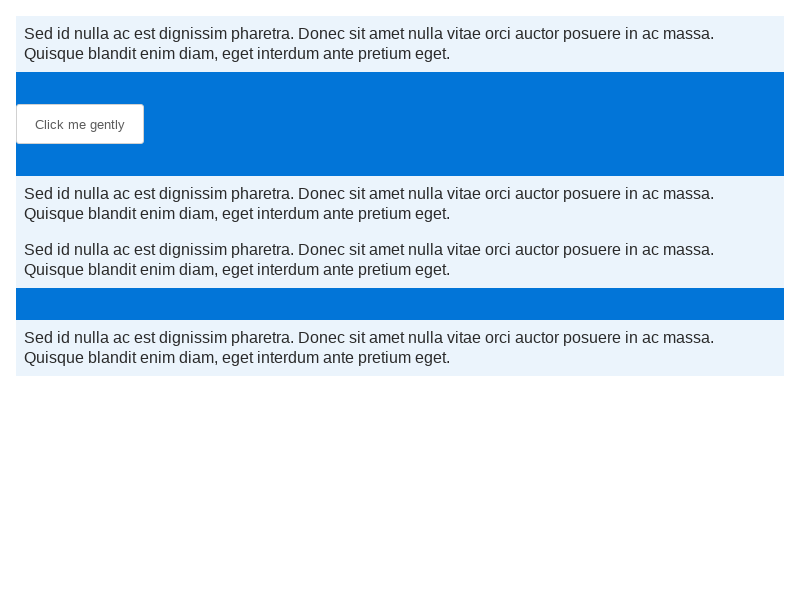 Sed id nulla ac est dignissim pharetra. Donec sit amet nulla vitae orci auctor posuere in ac massa.
Quisque blandit enim diam, eget interdum ante pretium eget.
Click me gently
Sed id nulla ac est dignissim pharetra. Donec sit amet nulla vitae orci auctor posuere in ac massa.
Quisque blandit enim diam, eget interdum ante pretium eget.
Sed id nulla ac est dignissim pharetra. Donec sit amet nulla vitae orci auctor posuere in ac massa.
Quisque blandit enim diam, eget interdum ante pretium eget.
Sed id nulla ac est dignissim pharetra. Donec sit amet nulla vitae orci auctor posuere in ac massa.
Quisque blandit enim diam, eget interdum ante pretium eget.